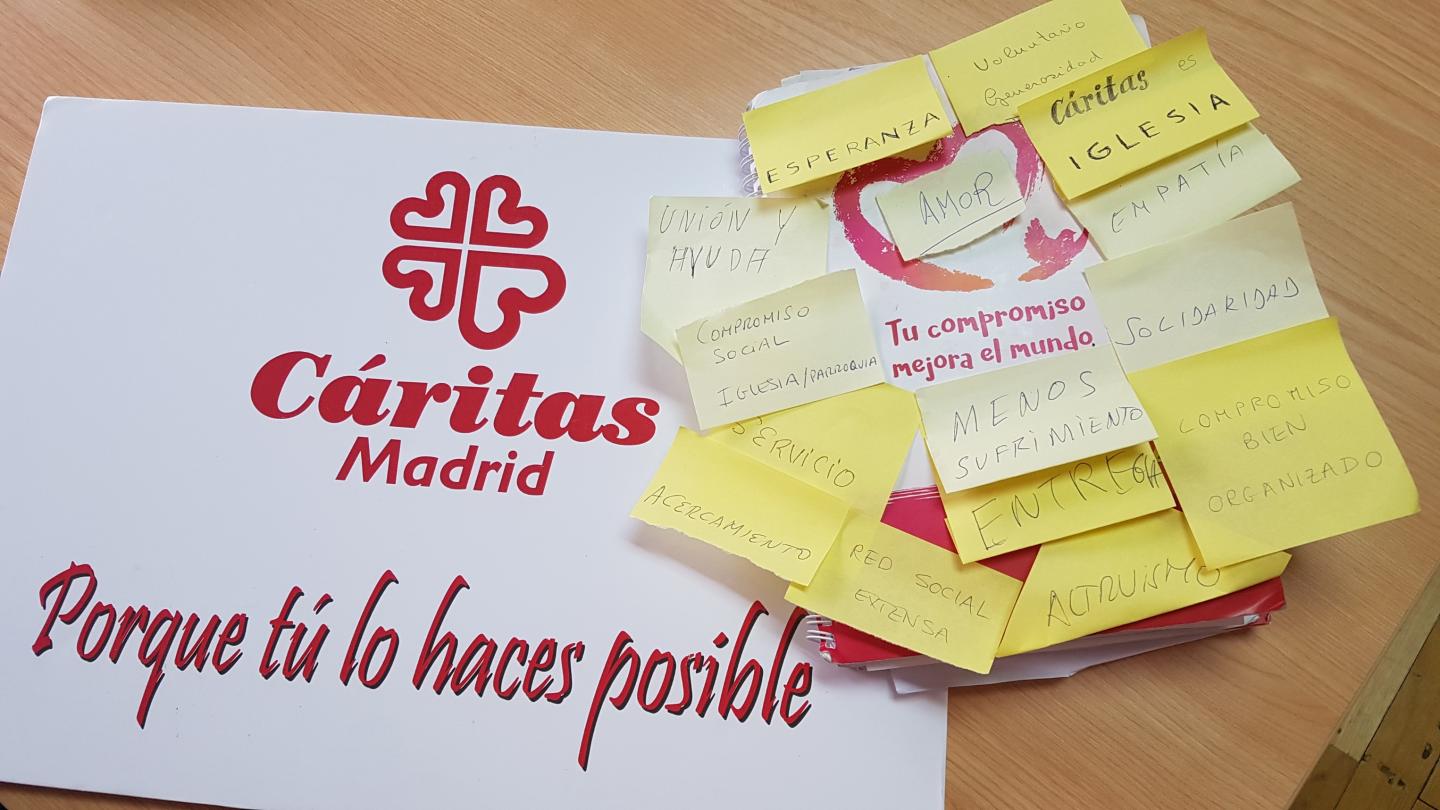 Cáritas
Madrid
Porque tú lo haces posible
Voluntario
Generosidad
ESPERANZA
Cáritas es
IGLESIA
EMPATÍA
AMOR
UNIÓN Y
AYUDA
COMPROMISO
SOCIAL
IGLESIA/PARROQUIA
Tu compromiso
mejora el mundo.
SOLIDARIDAD
MENOS
SUFRIMIENTO
COMPROMISO
BIEN
ORGANIZADO
SERVICIO
ACERCAMIENTO
ENTREGA
RED SOCIAL
EXTENSA
ALTRUISMO